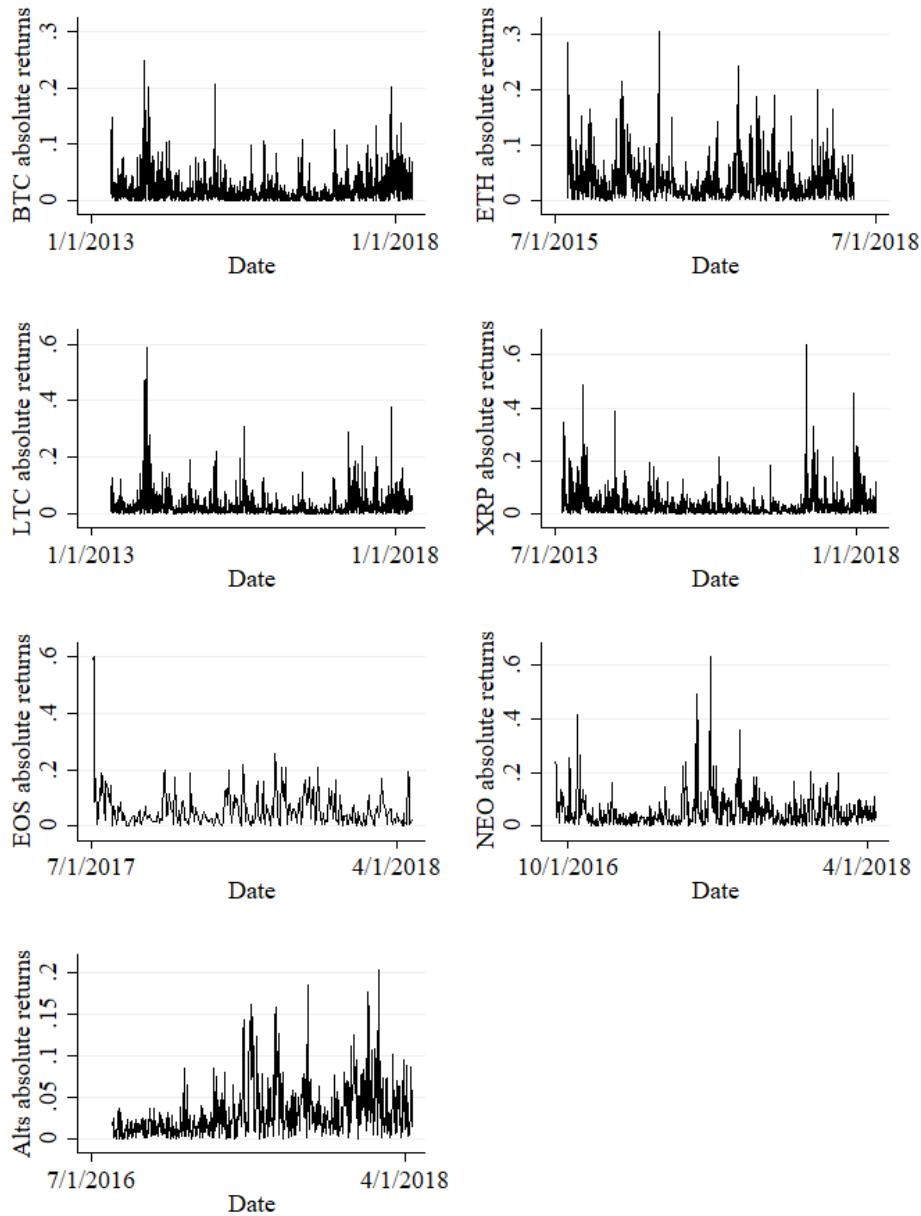 BTC absolute returns
.3
.2
.1
0
1/1/2013 1/1/2018
Date
ETH absolute returns
.3
.2
.1
0
7/1/2015 7/1/2018
Date
LTC absolute returns
.6
.4
.2
0
1/1/2013 1/1/2018
Date
XRP absolute returns
.6
.4
.2
0
7/1/2013 1/1/2018
Date
EOS absolute returns
.6
.4
.2
0
7/1/2017 4/1/2018
Date
NEO absolute returns
.6
.4
.2
0
10/1/2016 4/1/2018
Date
Alts absolute returns
.2
.15
.1
.05
0
7/1/2016 4/1/2018
Date